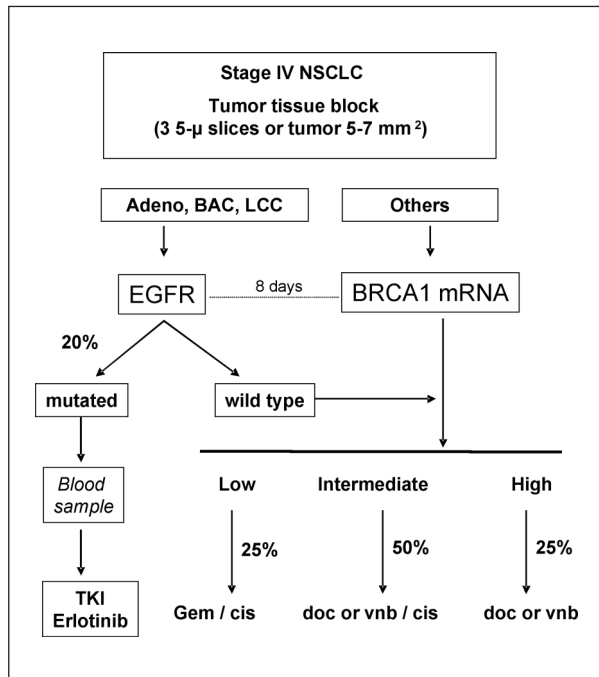 Stage IV NSCLC
Tumor tissue block
(3 5-µ slices or tumor 5-7 mm²)
Adeno, BAC, LCC
Others
EGFR
8 days
BRCA1 mRNA
20%
mutated
wild type
Blood
sample
Low
Intermediate
High
25%
50%
25%
TKI
Erlotinib
Gem / cis
doc or vnb / cis
doc or vnb